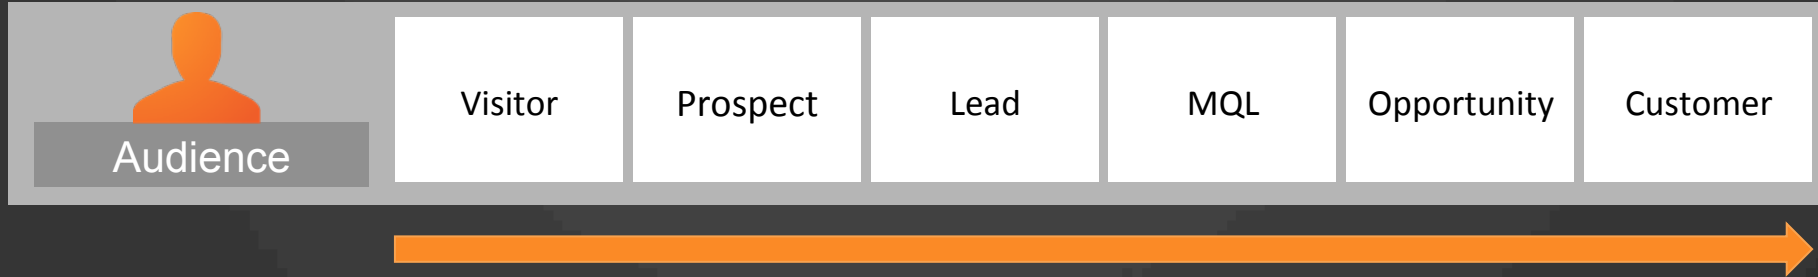 Audience
Visitor
Prospect
Lead
MQL
Opportunity
Customer